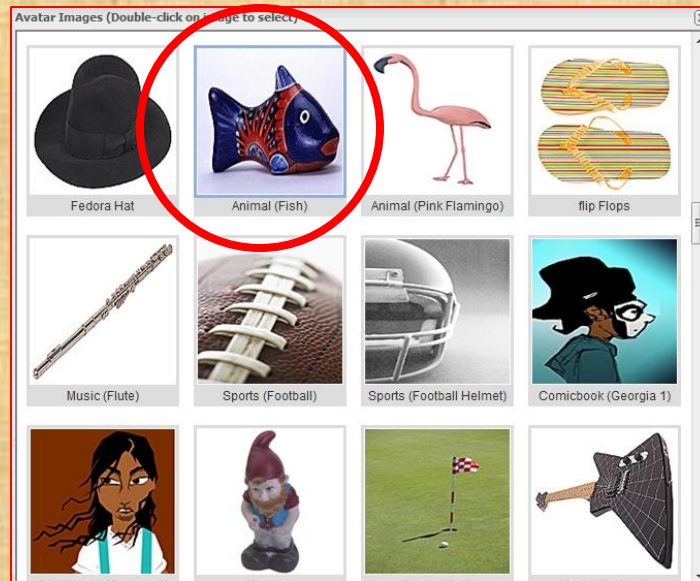 Avatar Images (Double-click on image to select)
Fedora Hat
Animal (Fish)
Animal (Pink Flamingo)
flip Flops
Music (Flute)
Sports (Football)
Sports (Football Helmet)
Comicbook (Georgia 1)